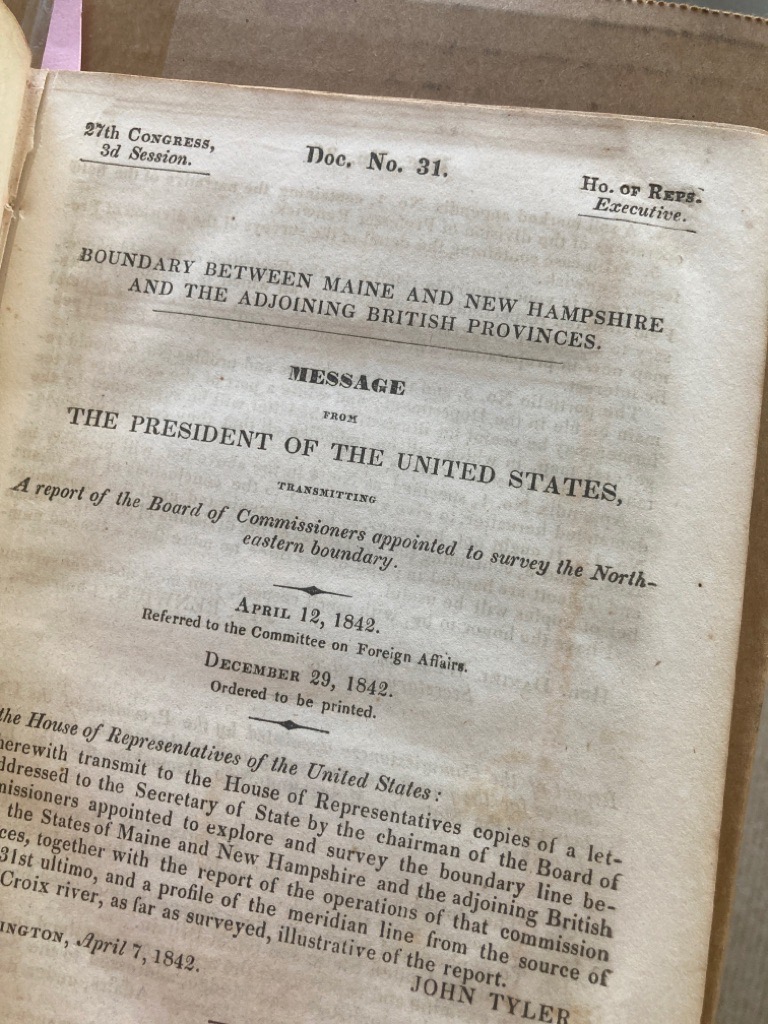 27th Congress,
3d Session.
Doc. No. 31.
Ho. of Reps.
Executive.
BOUNDARY BETWEEN MAINE AND NEW HAMPSHIRE
AND THE ADJOINING BRITISH PROVINCES.
MESSAGE
FROM
THE PRESIDENT OF THE UNITED STATES,
TRANSMITTING
A report of the Board of Commissioners appointed to survey the North-
eastern boundary.
April 12, 1842.
Referred to the Committee on Foreign Affairs.
December 29, 1842.
Ordered to be printed.
the House of Representatives of the United States:
herewith transmit to the House of Representatives copies of a let-
ddressed to the Secretary of State by the chairman of the Board of
missioners appointed to explore and survey the boundary line be-
the States of Maine and New Hampshire and the adjoining British
ces, together with the report of the operations of that commission
31st ultimo, and a profile of the meridian line from the source of
Croix river, as far as surveyed, illustrative of the report.
JOHN TYLER
INGTON, April 7, 1842.